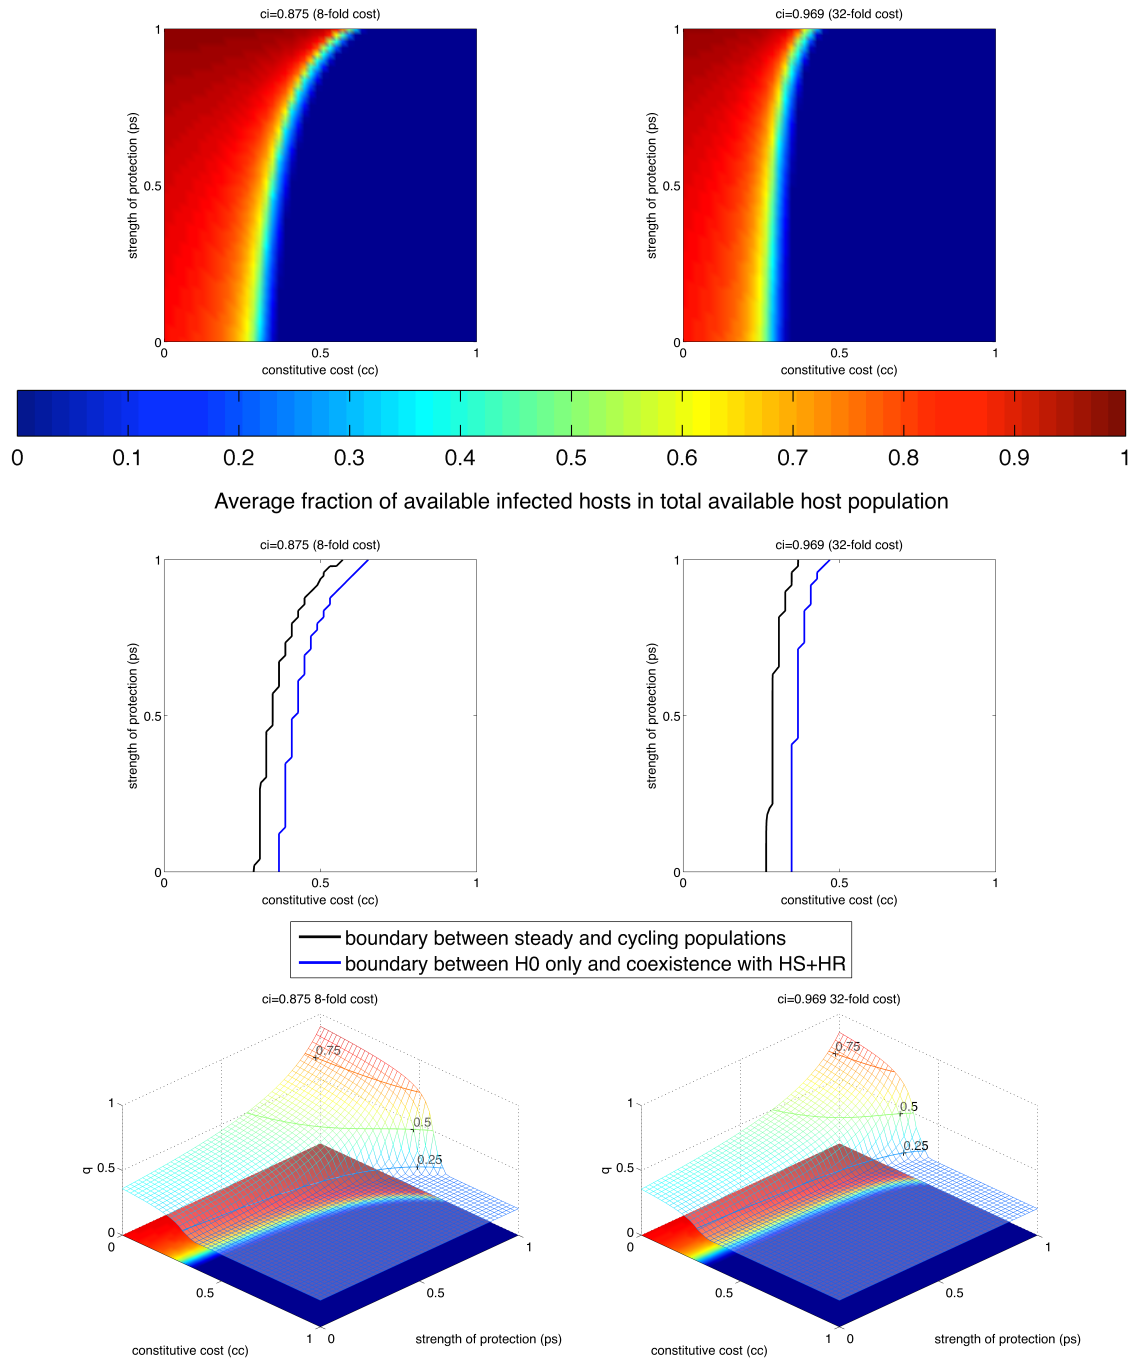 ci=0.875 (8-fold cost)
ci=0.969 (32-fold cost)
1
0.5
0
strength of protection (ps)
0 0.5 1
constitutive cost (cc)
1
0.5
0
strength of protection (ps)
0 0.5 1
constitutive cost (cc)
0 0.1 0.2 0.3 0.4 0.5 0.6 0.7 0.8 0.9 1
Average fraction of available infected hosts in total available host population
ci=0.875 (8-fold cost)
ci=0.969 (32-fold cost)
1
0.5
0
strength of protection (ps)
0 0.5 1
constitutive cost (cc)
1
0.5
0
strength of protection (ps)
0 0.5 1
constitutive cost (cc)
boundary between steady and cycling populations
boundary between H0 only and coexistence with HS+HR
ci=0.875 8-fold cost)
ci=0.969 32-fold cost)
0.75
0.5
0.25
1
0.5
0
q
0
0.5
1
0
0.5
1
constitutive cost (cc)
strength of protection (ps)
0.75
0.5
0.25
1
0.5
0
q
0
0.5
1
0
0.5
1
constitutive cost (cc)
strength of protection (ps)